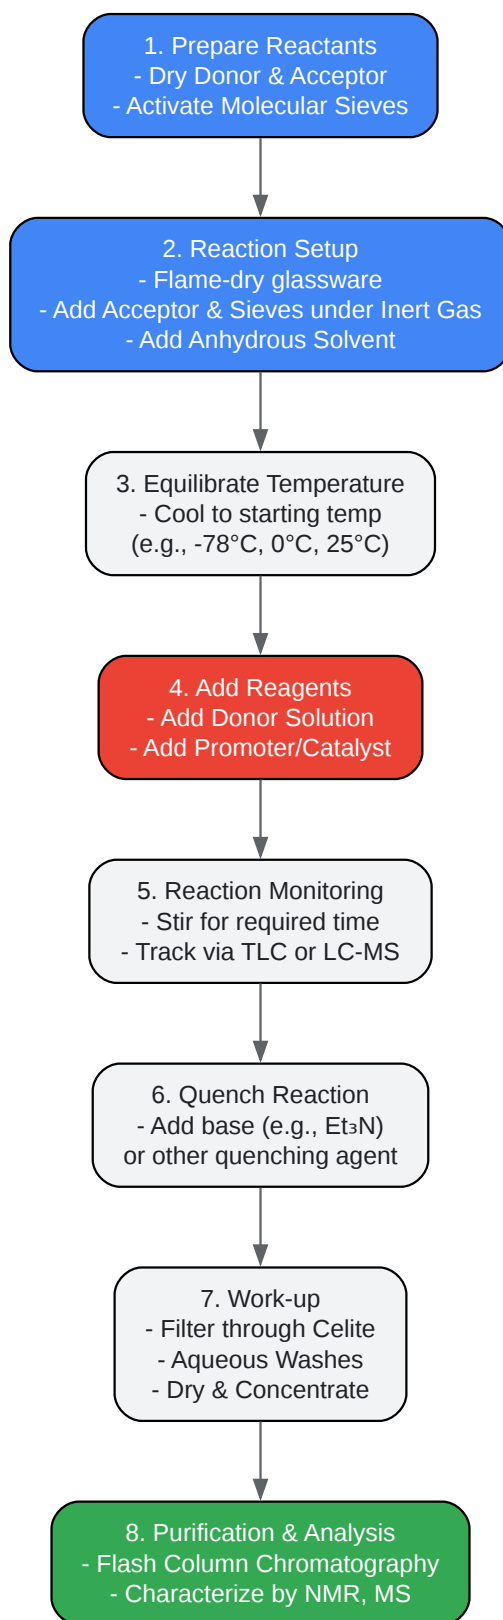 1. Prepare Reactants
- Dry Donor & Acceptor
- Activate Molecular Sieves
2. Reaction Setup
- Flame-dry glassware
- Add Acceptor & Sieves under Inert Gas
- Add Anhydrous Solvent
3. Equilibrate Temperature
- Cool to starting temp
(e.g., -78°C, 0°C, 25°C)
4. Add Reagents
- Add Donor Solution
- Add Promoter/Catalyst
5. Reaction Monitoring
- Stir for required time
- Track via TLC or LC-MS
6. Quench Reaction
- Add base (e.g., Et₃N)
or other quenching agent
7. Work-up
- Filter through Celite
- Aqueous Washes
- Dry & Concentrate
8. Purification & Analysis
- Flash Column Chromatography
- Characterize by NMR, MS